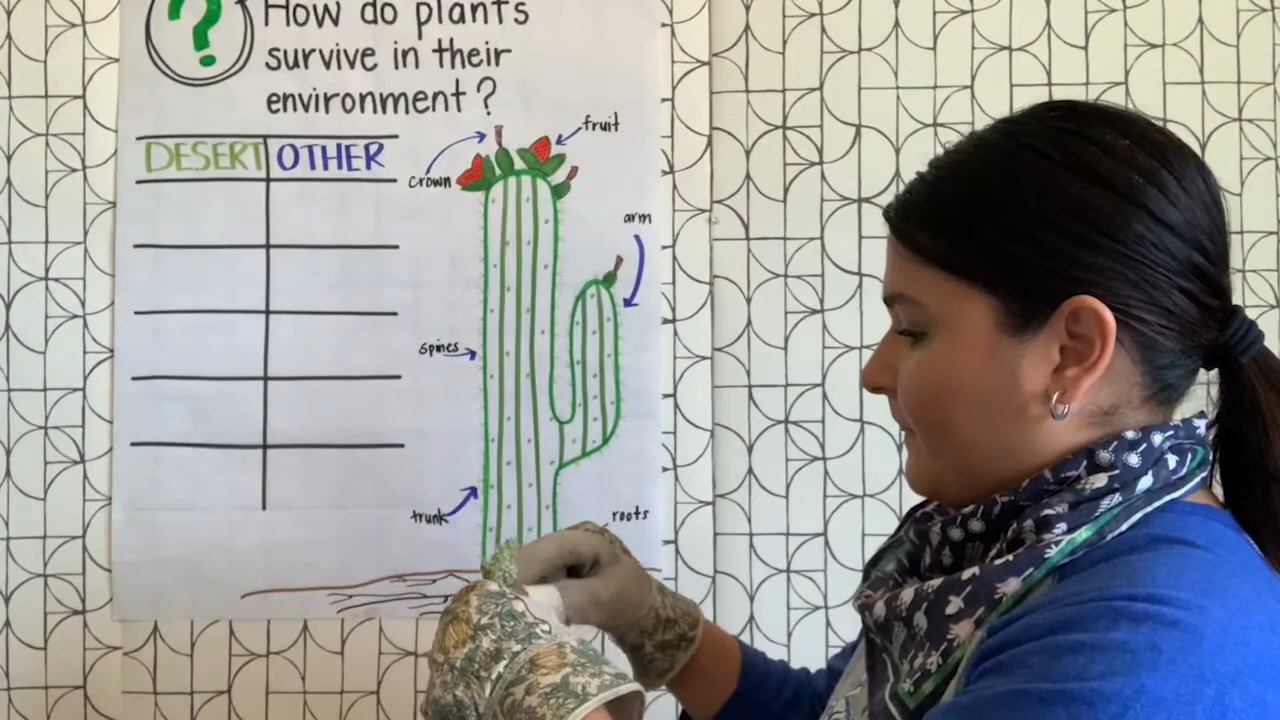 ?
How do plants
survive in their
environment?
DESERT OTHER
fruit
crown
arm
spines
trunk
roots